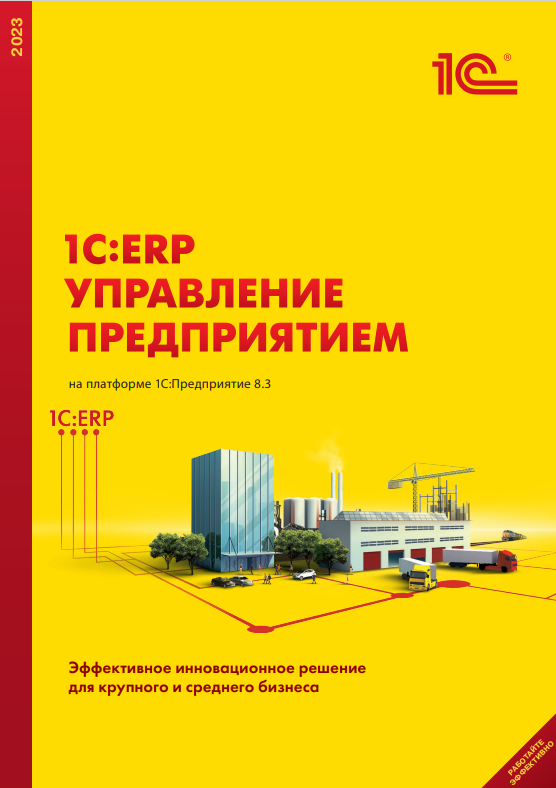 2023
1С®
1С:ERP
УПРАВЛЕНИЕ
ПРЕДПРИЯТИЕМ
на платформе 1С:Предприятие 8.3
1С:ERP
Эффективное инновационное решение
для крупного и среднего бизнеса
РАБОТАЙТЕ
ЭФФЕКТИВНО